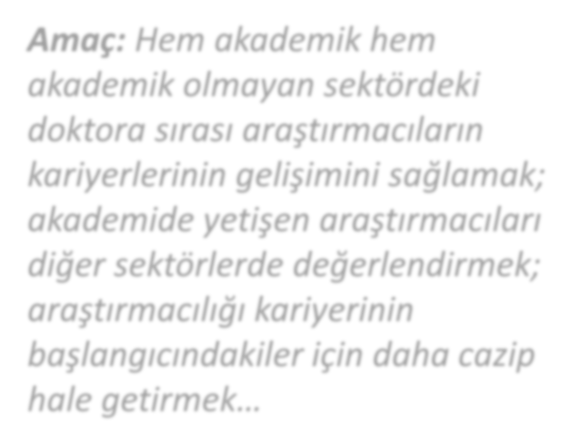 Amaç: Hem akademik hem
akademik olmayan sektördeki
doktora sırası araştırmacıların
kariyerlerinin gelişimini sağlamak;
akademide yetişen araştırmacıları
diğer sektörlerde değerlendirmek;
araştırmacılığı kariyerinin
başlangıcındakiler için daha cazip
hale getirmek...